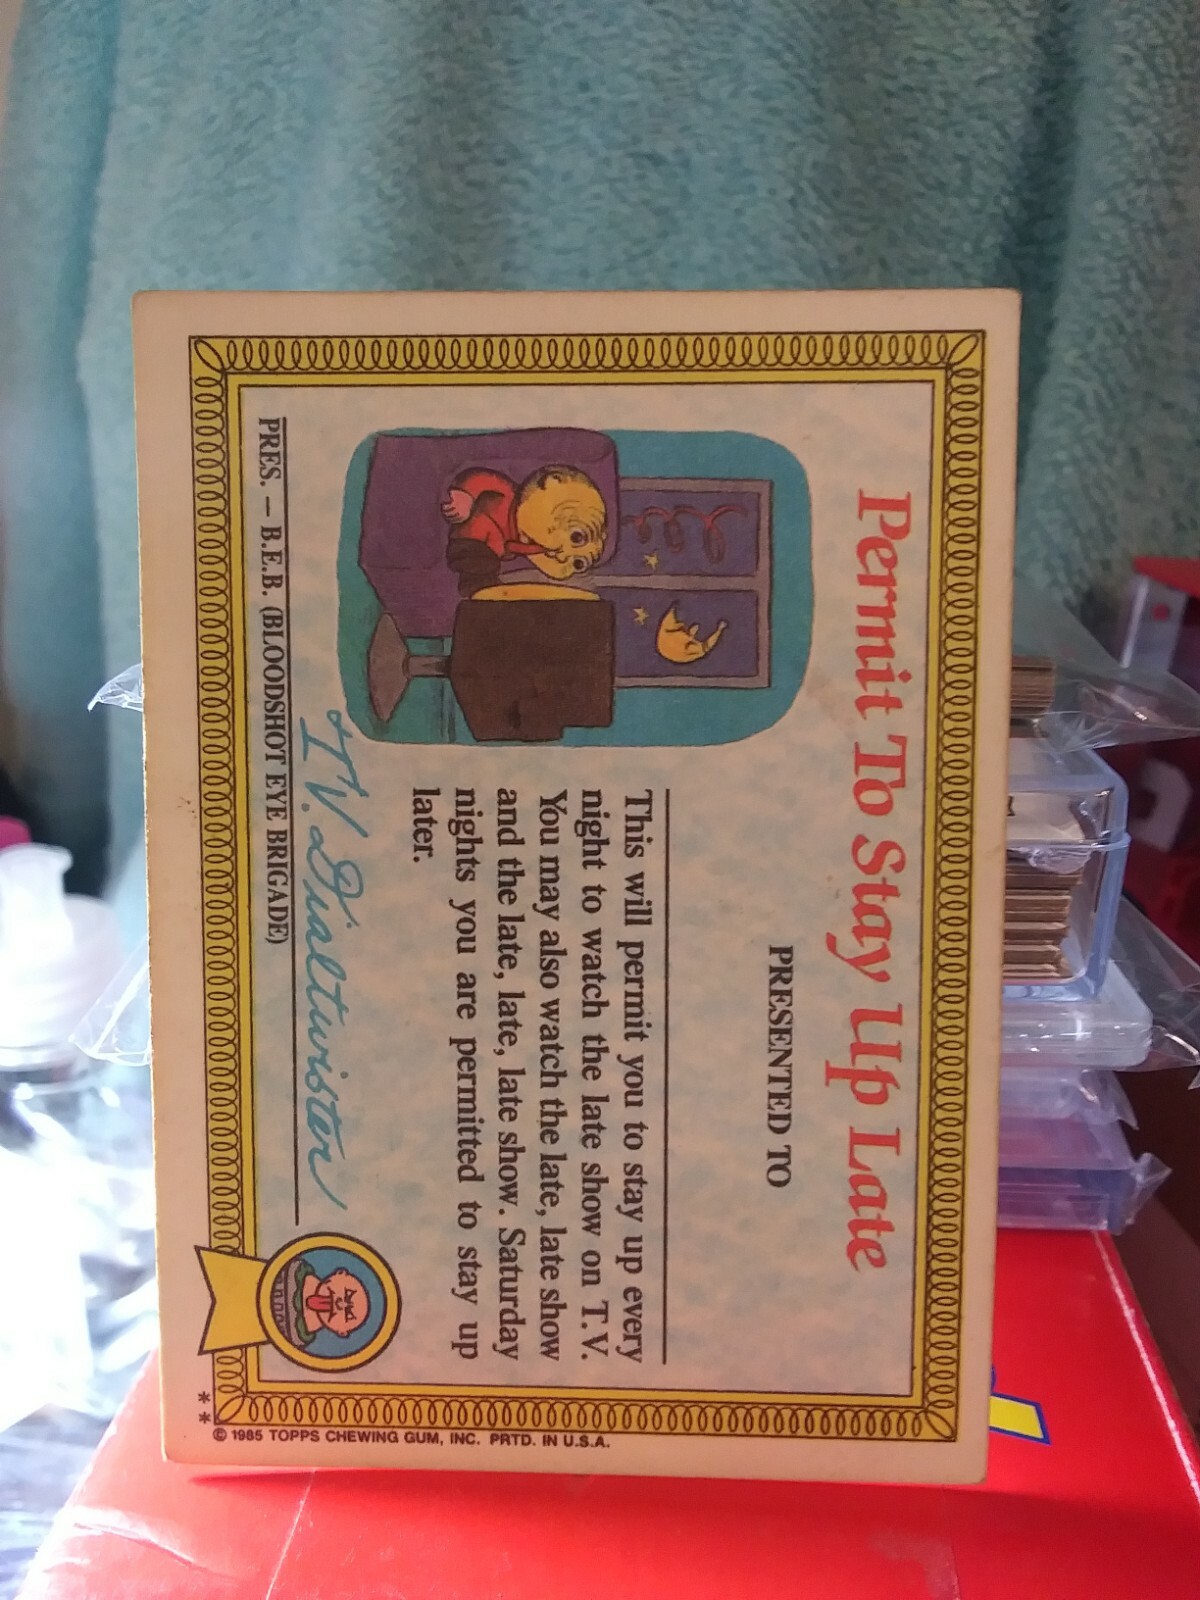 Permit To Stay Up Late
PRESENTED TO
This will permit you to stay up every
night to watch the late show on T.V.
You may also watch the late, late show
and the late, late, late show. Saturday
nights you are permitted to stay up
later.
T.V. Dialtwister
PRES. – B.E.B. (BLOODSHOT EYE BRIGADE)
**
© 1985 TOPPS CHEWING GUM, INC. PRTD. IN U.S.A.